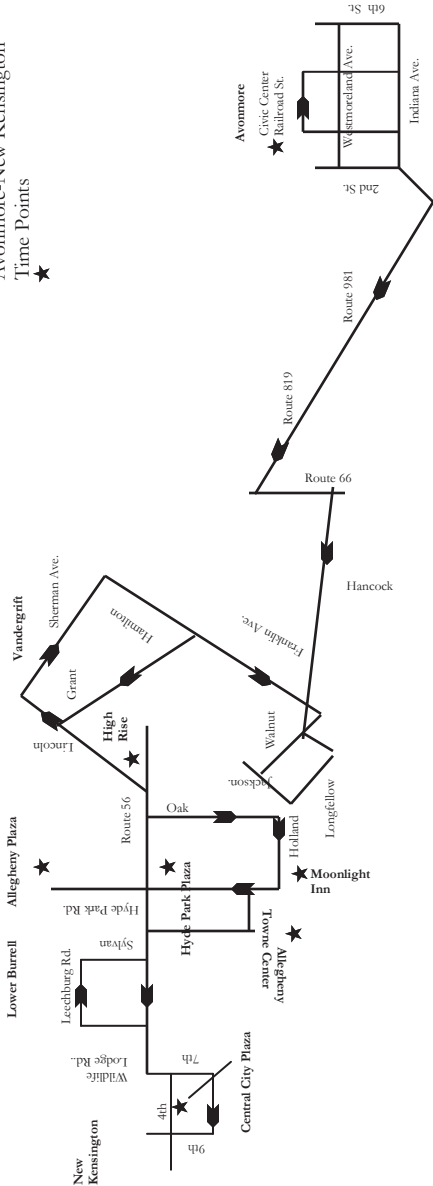 Avonmore-New Kensington
Time Points
6th St.
Westmoreland Ave.
Indiana Ave.
2nd St.
Avonmore
Civic Center
Railroad St.
Route 981
Route 819
Route 66
Hancock
Vandergrift
Sherman Ave.
Hamilton
Franklin Ave.
Grant
Lincoln
High
Rise
Walnut
Jackson.
Longfellow
Route 56
Oak
Holland
Allegheny Plaza
Hyde Park Plaza
Moonlight
Inn
Hyde Park Rd.
Lower Burrell
Sylvan
Allegheny
Towne Center
Leechburg Rd.
Wildlife
Lodge Rd..
7th
4th
9th
Central City Plaza
New
Kensington